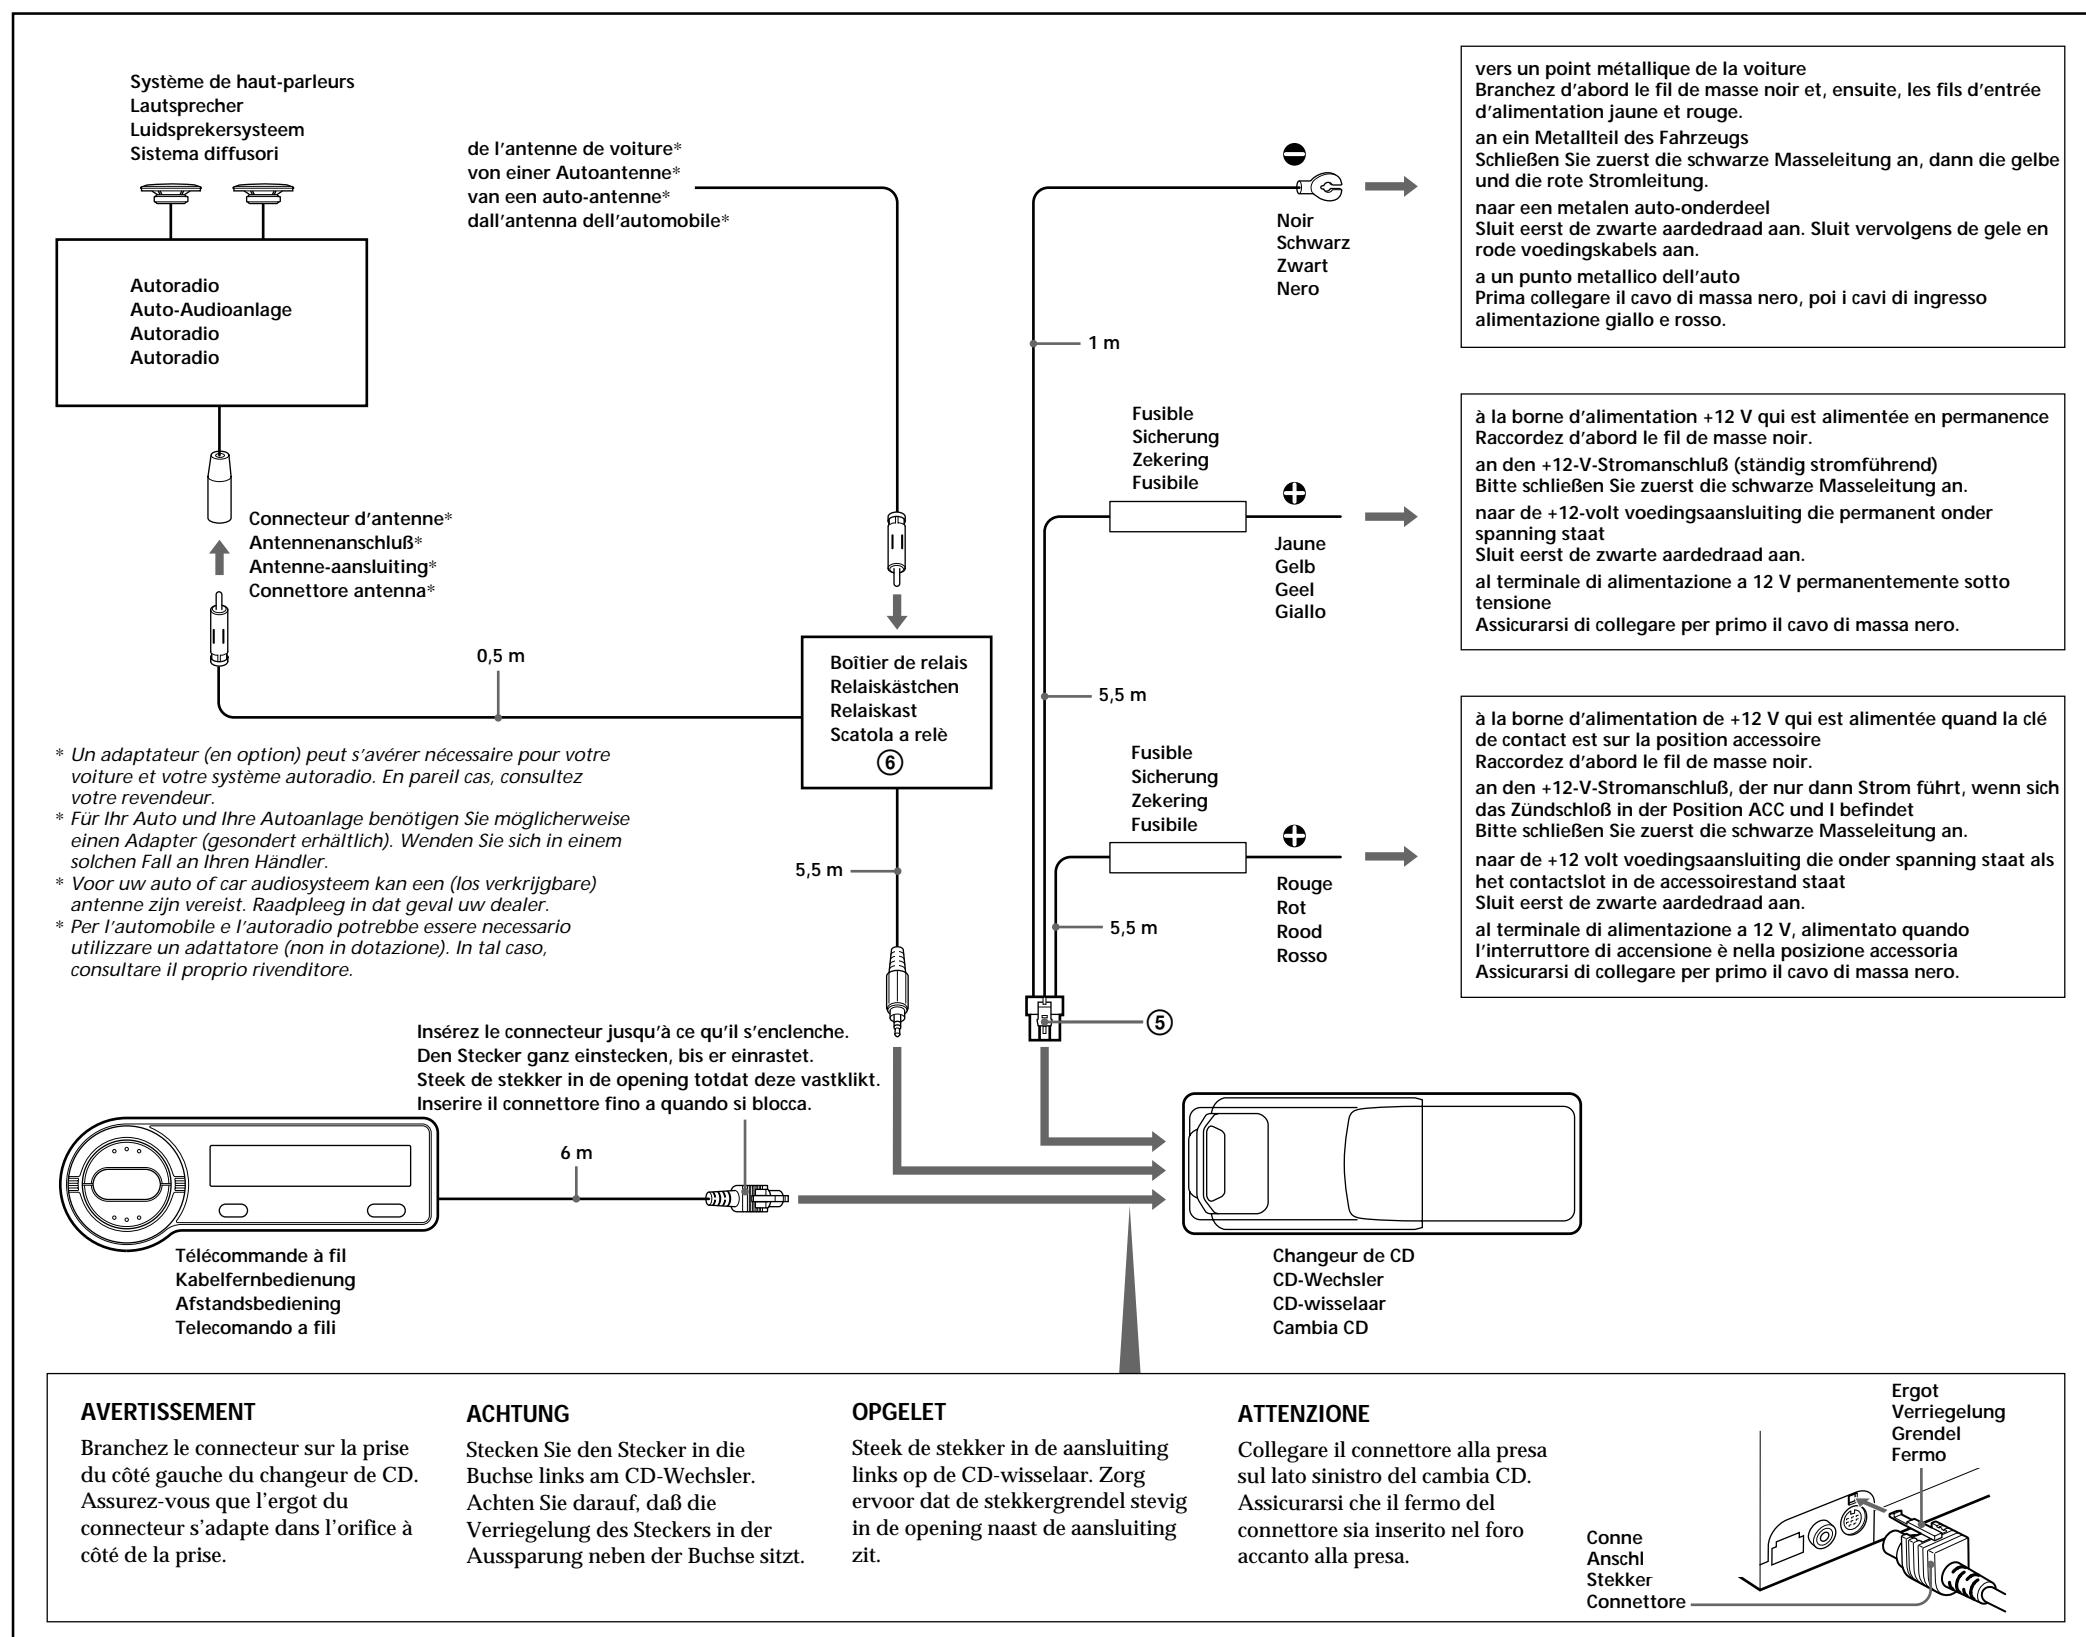 Système de haut-parleurs
Lautsprecher
Luidsprekersysteem
Sistema diffusori
Autoradio
Auto-Audioanlage
Autoradio
Autoradio
de l'antenne de voiture*
von einer Autoantenne*
van een auto-antenne*
dall'antenna dell'automobile*
Connecteur d'antenne*
Antennenanschluß*
Antenne-aansluiting*
Connettore antenna*
0,5 m
Boîtier de relais
Relaiskästchen
Relaiskast
Scatola a relè
⑥
5,5 m
* Un adaptateur (en option) peut s'avérer nécessaire pour votre
voiture et votre système autoradio. En pareil cas, consultez
votre revendeur.
* Für Ihr Auto und Ihre Autoanlage benötigen Sie möglicherweise
einen Adapter (gesondert erhältlich). Wenden Sie sich in einem
solchen Fall an Ihren Händler.
* Voor uw auto of car audiosysteem kan een (los verkrijgbare)
antenne zijn vereist. Raadpleeg in dat geval uw dealer.
* Per l'automobile e l'autoradio potrebbe essere necessario
utilizzare un adattatore (non in dotazione). In tal caso,
consultare il proprio rivenditore.
Noir
Schwarz
Zwart
Nero
1 m
vers un point métallique de la voiture
Branchez d'abord le fil de masse noir et, ensuite, les fils d'entrée
d'alimentation jaune et rouge.
an ein Metallteil des Fahrzeugs
Schließen Sie zuerst die schwarze Masseleitung an, dann die gelbe
und die rote Stromleitung.
naar een metalen auto-onderdeel
Sluit eerst de zwarte aardedraad aan. Sluit vervolgens de gele en
rode voedingskabels aan.
a un punto metallico dell'auto
Prima collegare il cavo di massa nero, poi i cavi di ingresso
alimentazione giallo e rosso.
Fusible
Sicherung
Zekering
Fusibile
Jaune
Gelb
Geel
Giallo
5,5 m
à la borne d'alimentation +12 V qui est alimentée en permanence
Raccordez d'abord le fil de masse noir.
an den +12-V-Stromanschluß (ständig stromführend)
Bitte schließen Sie zuerst die schwarze Masseleitung an.
naar de +12-volt voedingsaansluiting die permanent onder
spanning staat
Sluit eerst de zwarte aardedraad aan.
al terminale di alimentazione a 12 V permanentemente sotto
tensione
Assicurarsi di collegare per primo il cavo di massa nero.
Fusible
Sicherung
Zekering
Fusibile
Rouge
Rot
Rood
Rosso
5,5 m
à la borne d'alimentation de +12 V qui est alimentée quand la clé
de contact est sur la position accessoire
Raccordez d'abord le fil de masse noir.
an den +12-V-Stromanschluß, der nur dann Strom führt, wenn sich
das Zündschloß in der Position ACC und I befindet
Bitte schließen Sie zuerst die schwarze Masseleitung an.
naar de +12 volt voedingsaansluiting die onder spanning staat als
het contactslot in de accessoirestand staat
Sluit eerst de zwarte aardedraad aan.
al terminale di alimentazione a 12 V, alimentato quando
l'interruttore di accensione è nella posizione accessoria
Assicurarsi di collegare per primo il cavo di massa nero.
⑤
Insérez le connecteur jusqu'à ce qu'il s'enclenche.
Den Stecker ganz einstecken, bis er einrastet.
Steek de stekker in de opening totdat deze vastklikt.
Inserire il connettore fino a quando si blocca.
6 m
Télécommande à fil
Kabelfernbedienung
Afstandsbediening
Telecomando a fili
Changeur de CD
CD-Wechsler
CD-wisselaar
Cambia CD
AVERTISSEMENT
Branchez le connecteur sur la prise
du côté gauche du changeur de CD.
Assurez-vous que l'ergot du
connecteur s'adapte dans l'orifice à
côté de la prise.
ACHTUNG
Stecken Sie den Stecker in die
Buchse links am CD-Wechsler.
Achten Sie darauf, daß die
Verriegelung des Steckers in der
Aussparung neben der Buchse sitzt.
OPGELET
Steek de stekker in de aansluiting
links op de CD-wisselaar. Zorg
ervoor dat de stekkergrendel stevig
in de opening naast de aansluiting
zit.
ATTENZIONE
Collegare il connettore alla presa
sul lato sinistro del cambia CD.
Assicurarsi che il fermo del
connettore sia inserito nel foro
accanto alla presa.
Ergot
Verriegelung
Grendel
Fermo
Conne
Anschl
Stekker
Connettore